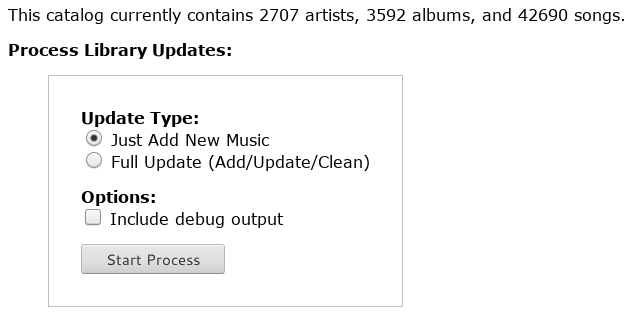 This catalog currently contains 2707 artists, 3592 albums, and 42690 songs.
Process Library Updates:
Update Type:
Just Add New Music
Full Update (Add/Update/Clean)
Options:
Include debug output
Start Process